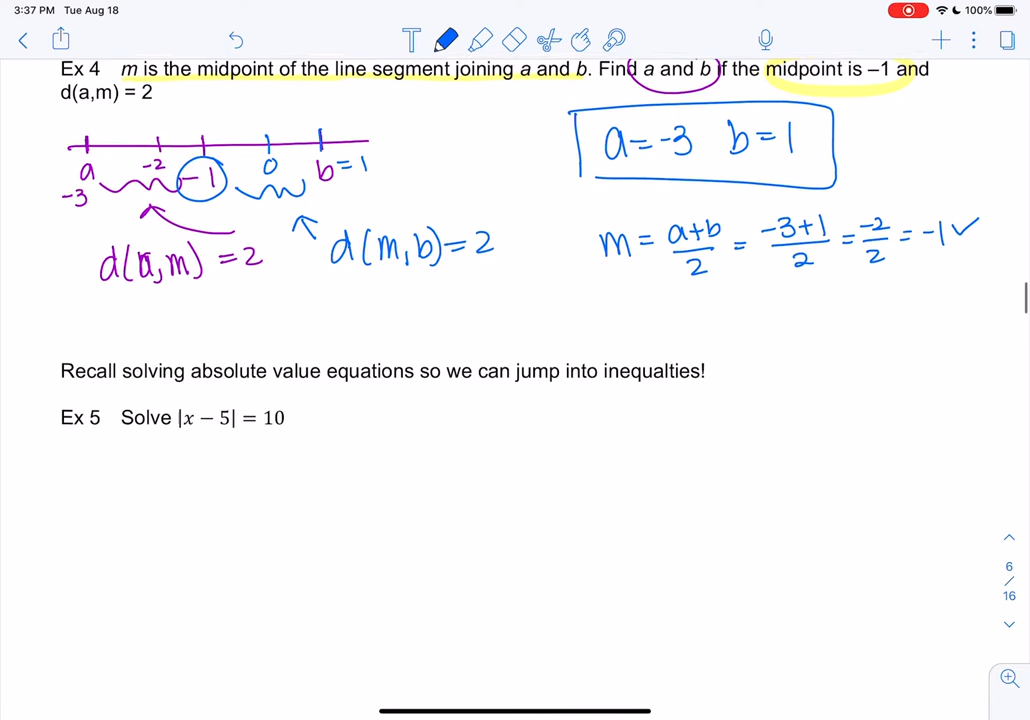 3:37 PM Tue Aug 18
100%
Ex 4 m is the midpoint of the line segment joining a and b. Find a and b if the midpoint is –1 and
d(a,m) = 2
a -2 -1 0 b = 1
-3
a = -3 b = 1
d(a,m) = 2
d(m,b) = 2
m = a+b/2 = -3+1/2 = -2/2 = -1 ✓
Recall solving absolute value equations so we can jump into inequalties!
Ex 5 Solve |x − 5| = 10
6
/
16